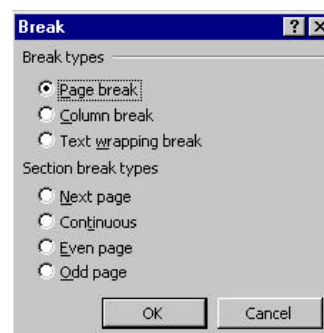 Break
Break types
Page break
Column break
Text wrapping break
Section break types
Next page
Continuous
Even page
Odd page
OK Cancel